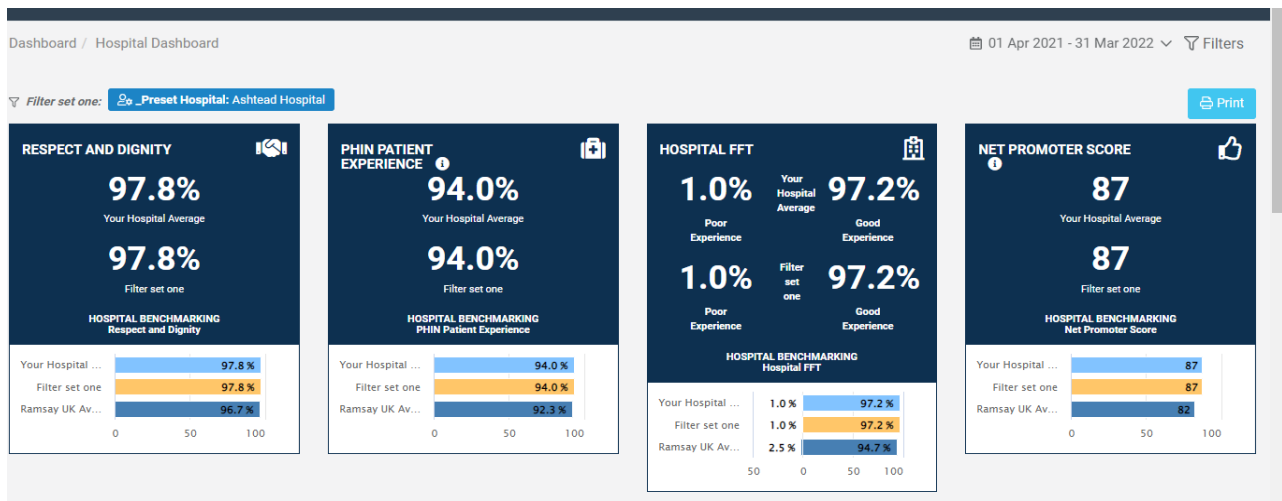 Dashboard / Hospital Dashboard
01 Apr 2021 - 31 Mar 2022 Filters
Filter set one: _Preset Hospital: Ashtead Hospital
Print
RESPECT AND DIGNITY
97.8%
Your Hospital Average
97.8%
Filter set one
HOSPITAL BENCHMARKING
Respect and Dignity
Your Hospital ... 97.8 %
Filter set one 97.8 %
Ramsay UK Av... 96.7 %
0 50 100
PHIN PATIENT
EXPERIENCE
94.0%
Your Hospital Average
94.0%
Filter set one
HOSPITAL BENCHMARKING
PHIN Patient Experience
Your Hospital ... 94.0 %
Filter set one 94.0 %
Ramsay UK Av... 92.3 %
0 50 100
HOSPITAL FFT
1.0% Your Hospital Average 97.2%
Poor Experience Good Experience
1.0% Filter set one 97.2%
Poor Experience Good Experience
HOSPITAL BENCHMARKING
Hospital FFT
Your Hospital ... 1.0 % 97.2 %
Filter set one 1.0 % 97.2 %
Ramsay UK Av... 2.5 % 94.7 %
50 0 50 100
NET PROMOTER SCORE
87
Your Hospital Average
87
Filter set one
HOSPITAL BENCHMARKING
Net Promoter Score
Your Hospital ... 87
Filter set one 87
Ramsay UK Av... 82
0 50 100